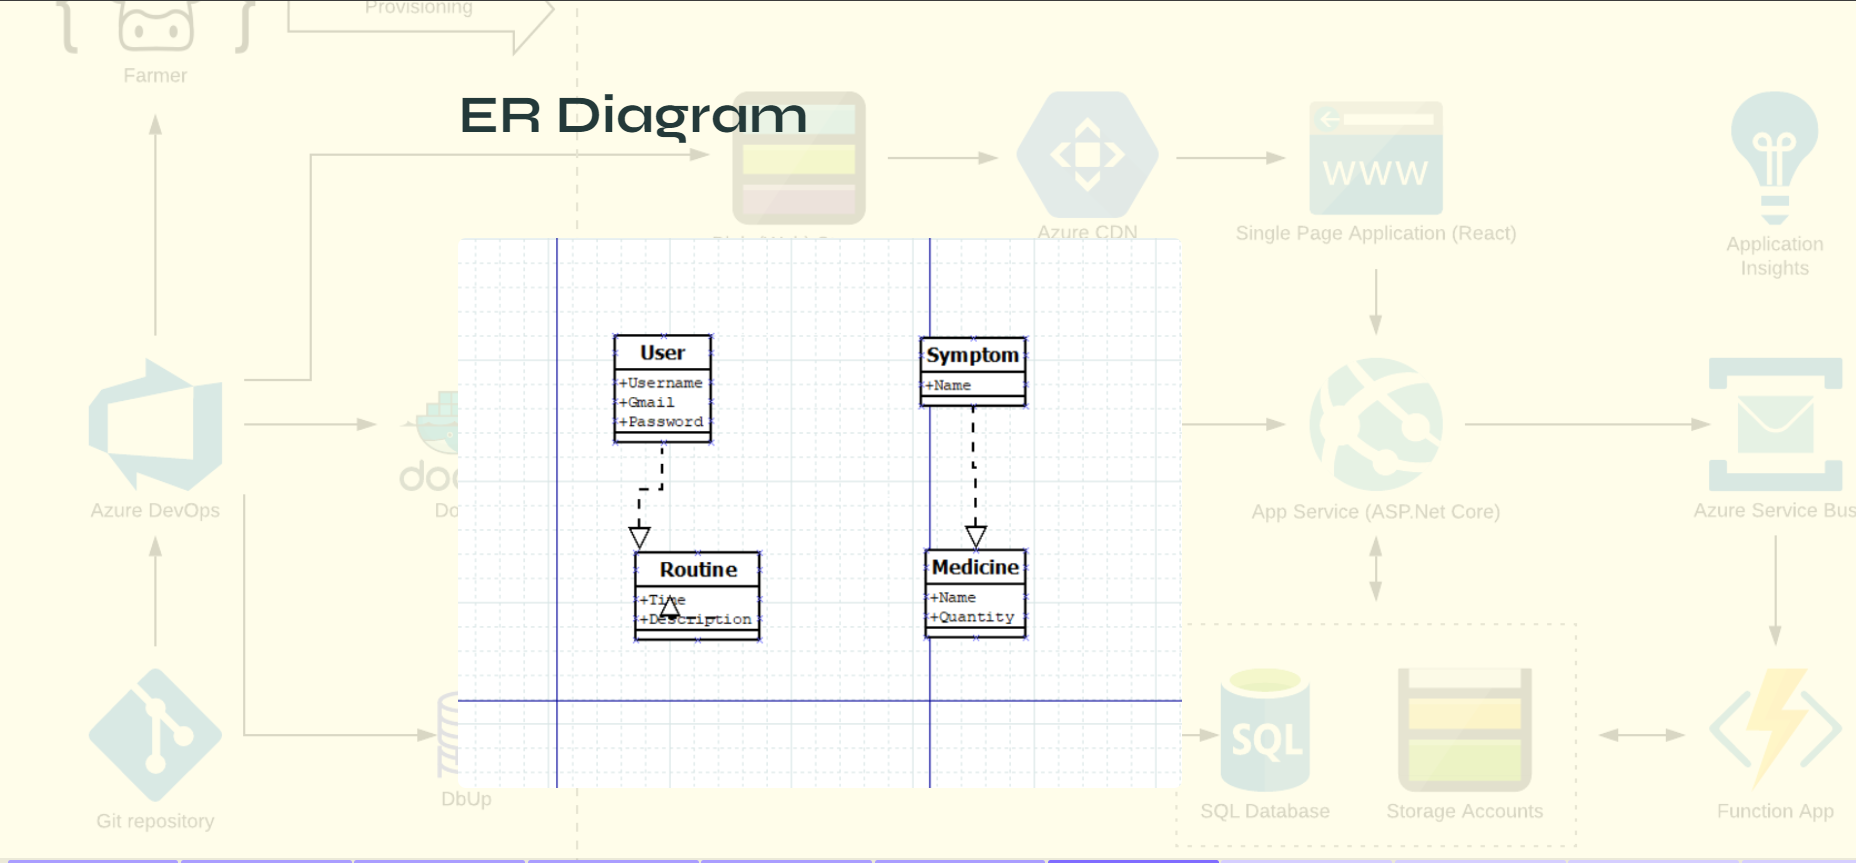 Provisioning
Farmer
ER Diagram
WWW
Azure CDN
Single Page Application (React)
Application
Insights
User
+Username
+Gmail
+Password
Symptom
+Name
Azure DevOps
App Service (ASP.Net Core)
Azure Service Bus
Routine
+Time
+Description
Medicine
+Name
+Quantity
SQL
DbUp
Git repository
SQL Database
Storage Accounts
Function App